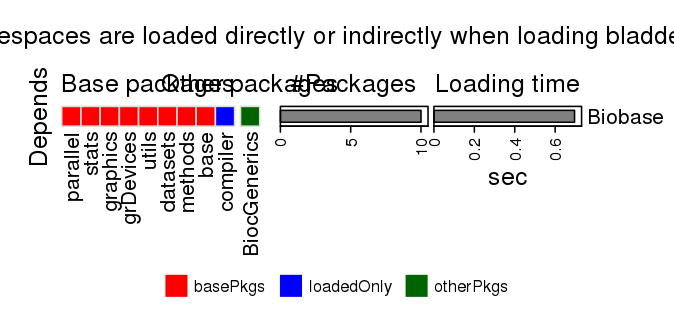 espaces are loaded directly or indirectly when loading bladde
Base packages Other packages #Packages Loading time
Depends
Biobase
parallel
stats
graphics
grDevices
utils
datasets
methods
base
compiler
BiocGenerics
0 5 10
0 0.2 0.4 0.6
sec
basePkgs loadedOnly otherPkgs